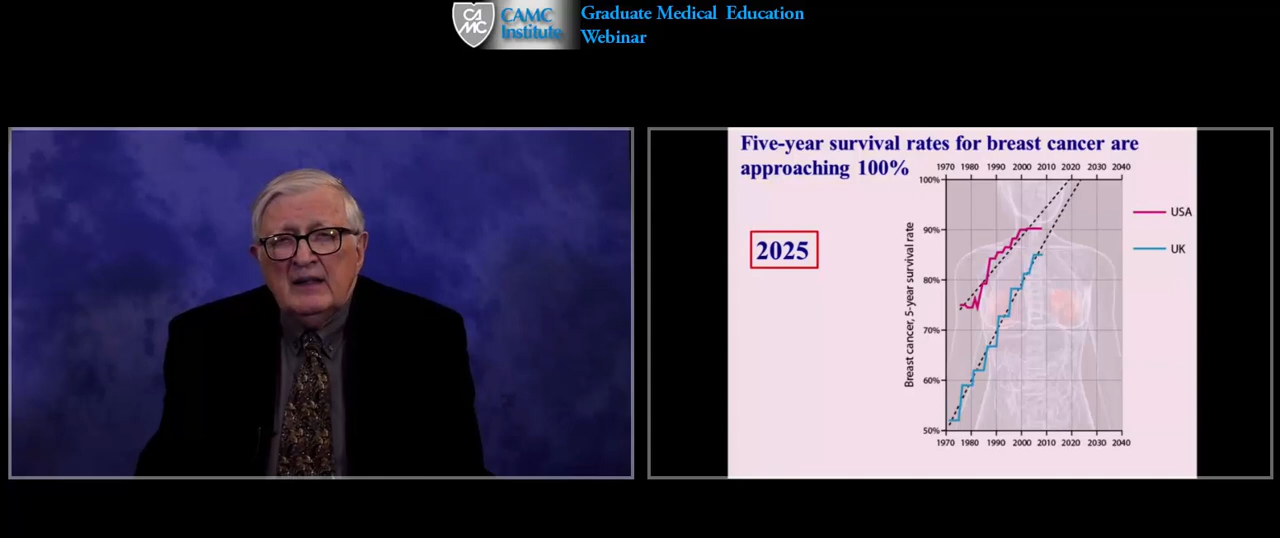 CA
MC
CAMC
Institute
Graduate Medical Education
Webinar
Five-year survival rates for breast cancer are
approaching 100%
2025
1970 1980 1990 2000 2010 2020 2030 2040
100%
90%
80%
70%
60%
50%
Breast cancer, 5-year survival rate
1970 1980 1990 2000 2010 2020 2030 2040
USA
UK